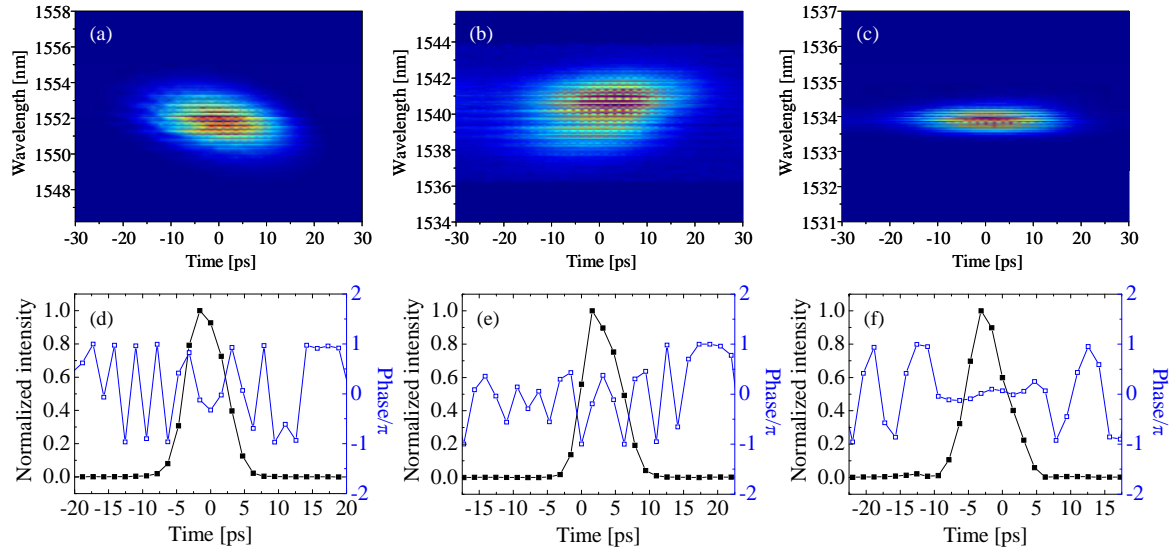 (a)
Wavelength [nm]
1558
1556
1554
1552
1550
1548
-30 -20 -10 0 10 20 30
Time [ps]
(b)
Wavelength [nm]
1544
1542
1540
1538
1536
1534
-30 -20 -10 0 10 20 30
Time [ps]
(c)
Wavelength [nm]
1537
1536
1535
1534
1533
1532
1531
-30 -20 -10 0 10 20 30
Time [ps]
(d)
Normalized intensity
1.0
0.8
0.6
0.4
0.2
0.0
-20 -15 -10 -5 0 5 10 15 20
Time [ps]
2
1
0
-1
-2
Phase/π
(e)
Normalized intensity
1.0
0.8
0.6
0.4
0.2
0.0
-15 -10 -5 0 5 10 15 20
Time [ps]
2
1
0
-1
-2
Phase/π
(f)
Normalized intensity
1.0
0.8
0.6
0.4
0.2
0.0
-20 -15 -10 -5 0 5 10 15
Time [ps]
2
1
0
-1
-2
Phase/π